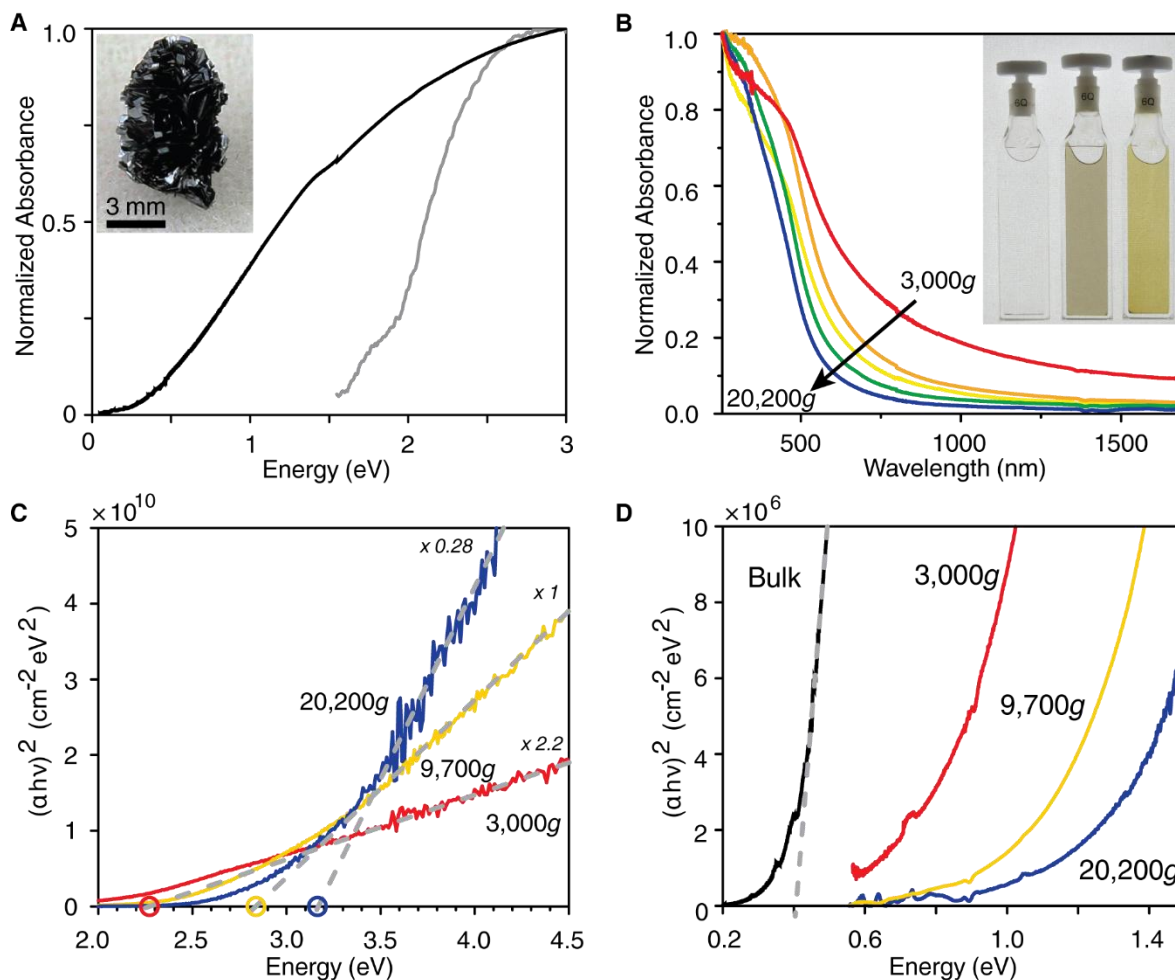 A
1.0
0.5
0
Normalized Absorbance
3 mm
0 1 2 3
Energy (eV)
B
1.0
0.8
0.6
0.4
0.2
0.0
Normalized Absorbance
6Q 6Q 6Q
3,000g
20,200g
500 1000 1500
Wavelength (nm)
C
× 10^10
5
4
3
2
1
0
(αhν)² (cm⁻² eV²)
x 0.28
x 1
x 2.2
20,200g
9,700g
3,000g
2.0 2.5 3.0 3.5 4.0 4.5
Energy (eV)
D
× 10^6
10
8
6
4
2
0
(αhν)² (cm⁻² eV²)
Bulk
3,000g
9,700g
20,200g
0.2 0.6 1.0 1.4
Energy (eV)